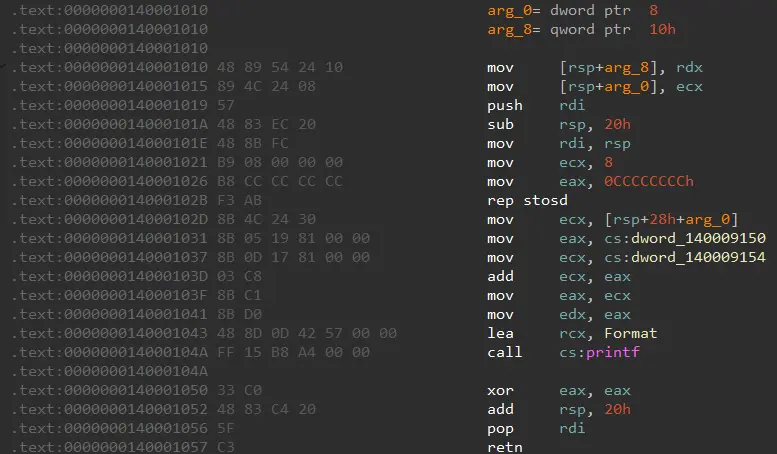 .text:0000000140001010 arg_0= dword ptr 8
.text:0000000140001010 arg_8= qword ptr 10h
.text:0000000140001010
.text:0000000140001010 48 89 54 24 10 mov [rsp+arg_8], rdx
.text:0000000140001015 89 4C 24 08 mov [rsp+arg_0], ecx
.text:0000000140001019 57 push rdi
.text:000000014000101A 48 83 EC 20 sub rsp, 20h
.text:000000014000101E 48 8B FC mov rdi, rsp
.text:0000000140001021 B9 08 00 00 00 mov ecx, 8
.text:0000000140001026 B8 CC CC CC CC mov eax, 0CCCCCCCCh
.text:000000014000102B F3 AB rep stosd
.text:000000014000102D 8B 4C 24 30 mov ecx, [rsp+28h+arg_0]
.text:0000000140001031 8B 05 19 81 00 00 mov eax, cs:dword_140009150
.text:0000000140001037 8B 0D 17 81 00 00 mov ecx, cs:dword_140009154
.text:000000014000103D 03 C8 add ecx, eax
.text:000000014000103F 8B C1 mov eax, ecx
.text:0000000140001041 8B D0 mov edx, eax
.text:0000000140001043 48 8D 0D 42 57 00 00 lea rcx, Format
.text:000000014000104A FF 15 B8 A4 00 00 call cs:printf
.text:000000014000104A
.text:0000000140001050 33 C0 xor eax, eax
.text:0000000140001052 48 83 C4 20 add rsp, 20h
.text:0000000140001056 5F pop rdi
.text:0000000140001057 C3 retn